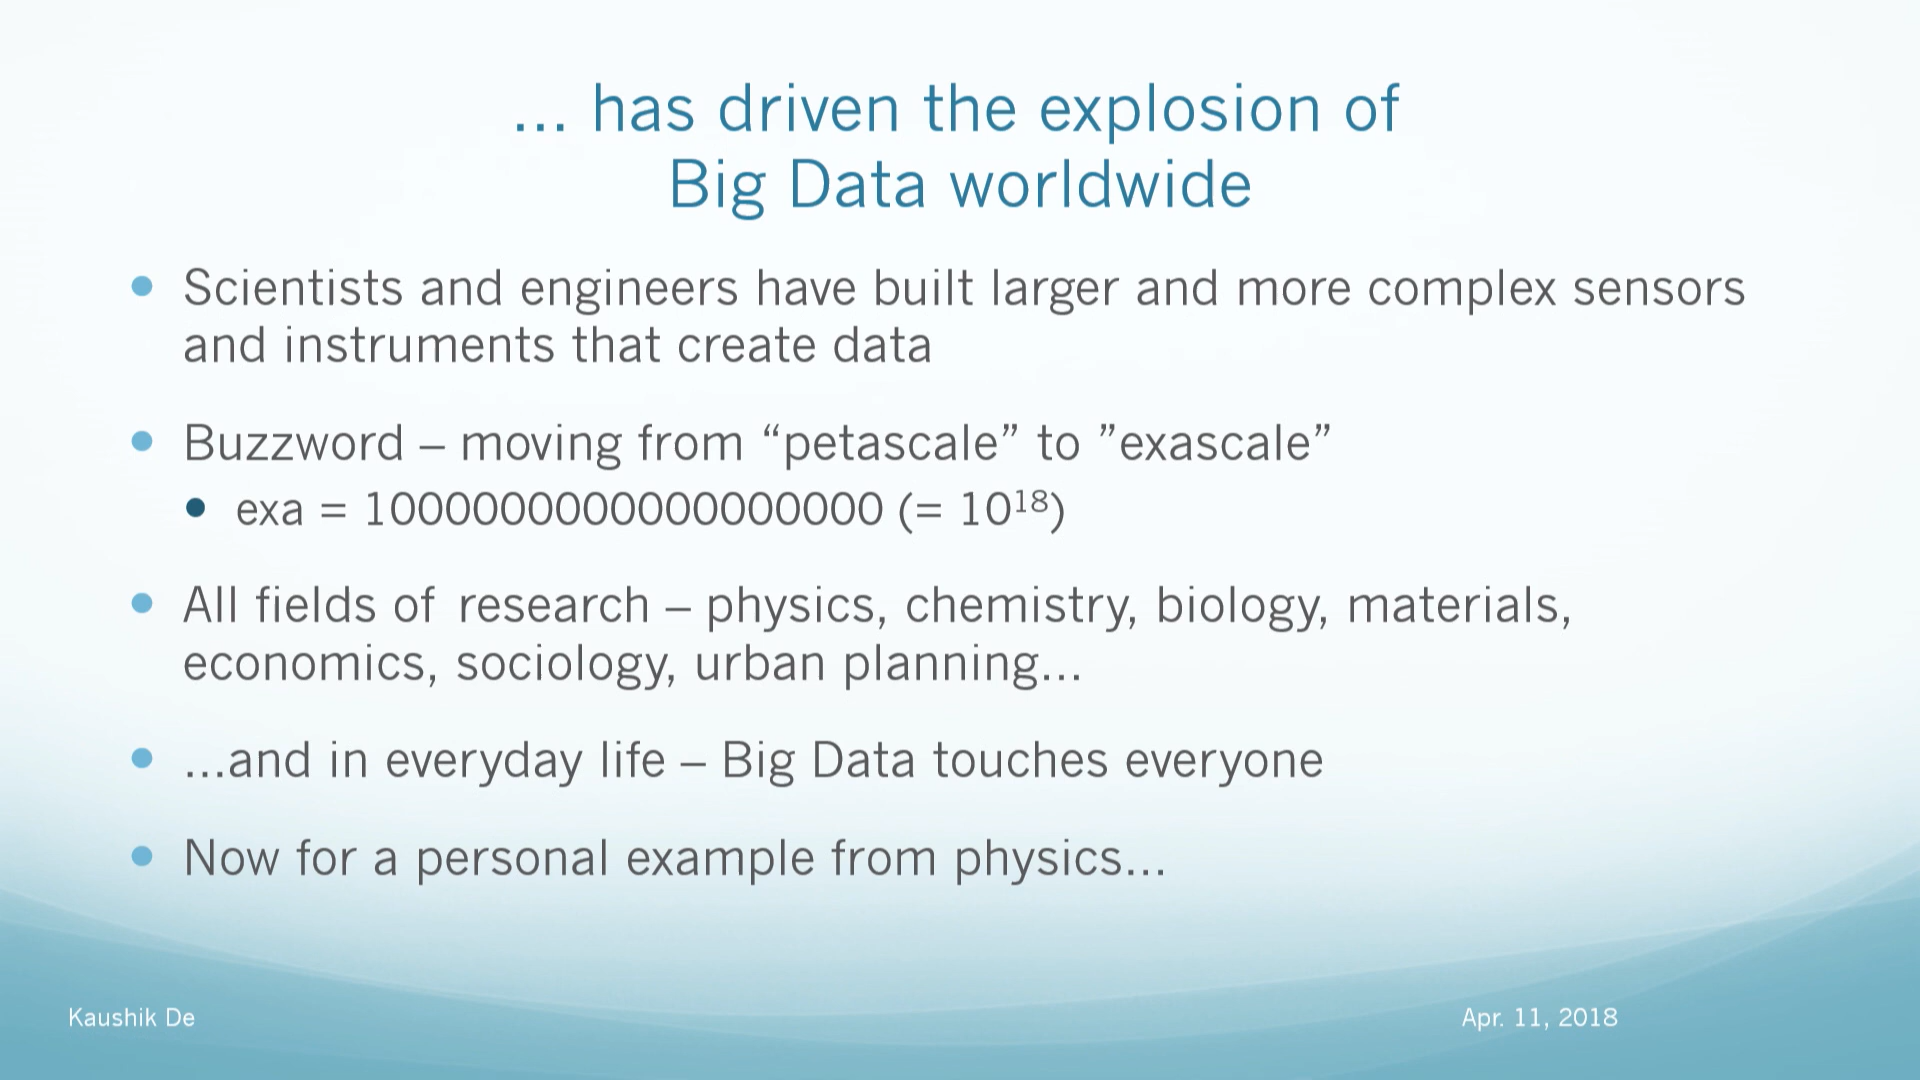 ... has driven the explosion of
Big Data worldwide
• Scientists and engineers have built larger and more complex sensors
and instruments that create data
• Buzzword – moving from “petascale” to ”exascale”
• exa = 1000000000000000000 (= 10¹⁸)
• All fields of research – physics, chemistry, biology, materials,
economics, sociology, urban planning...
• ...and in everyday life – Big Data touches everyone
• Now for a personal example from physics...
Kaushik De
Apr. 11, 2018